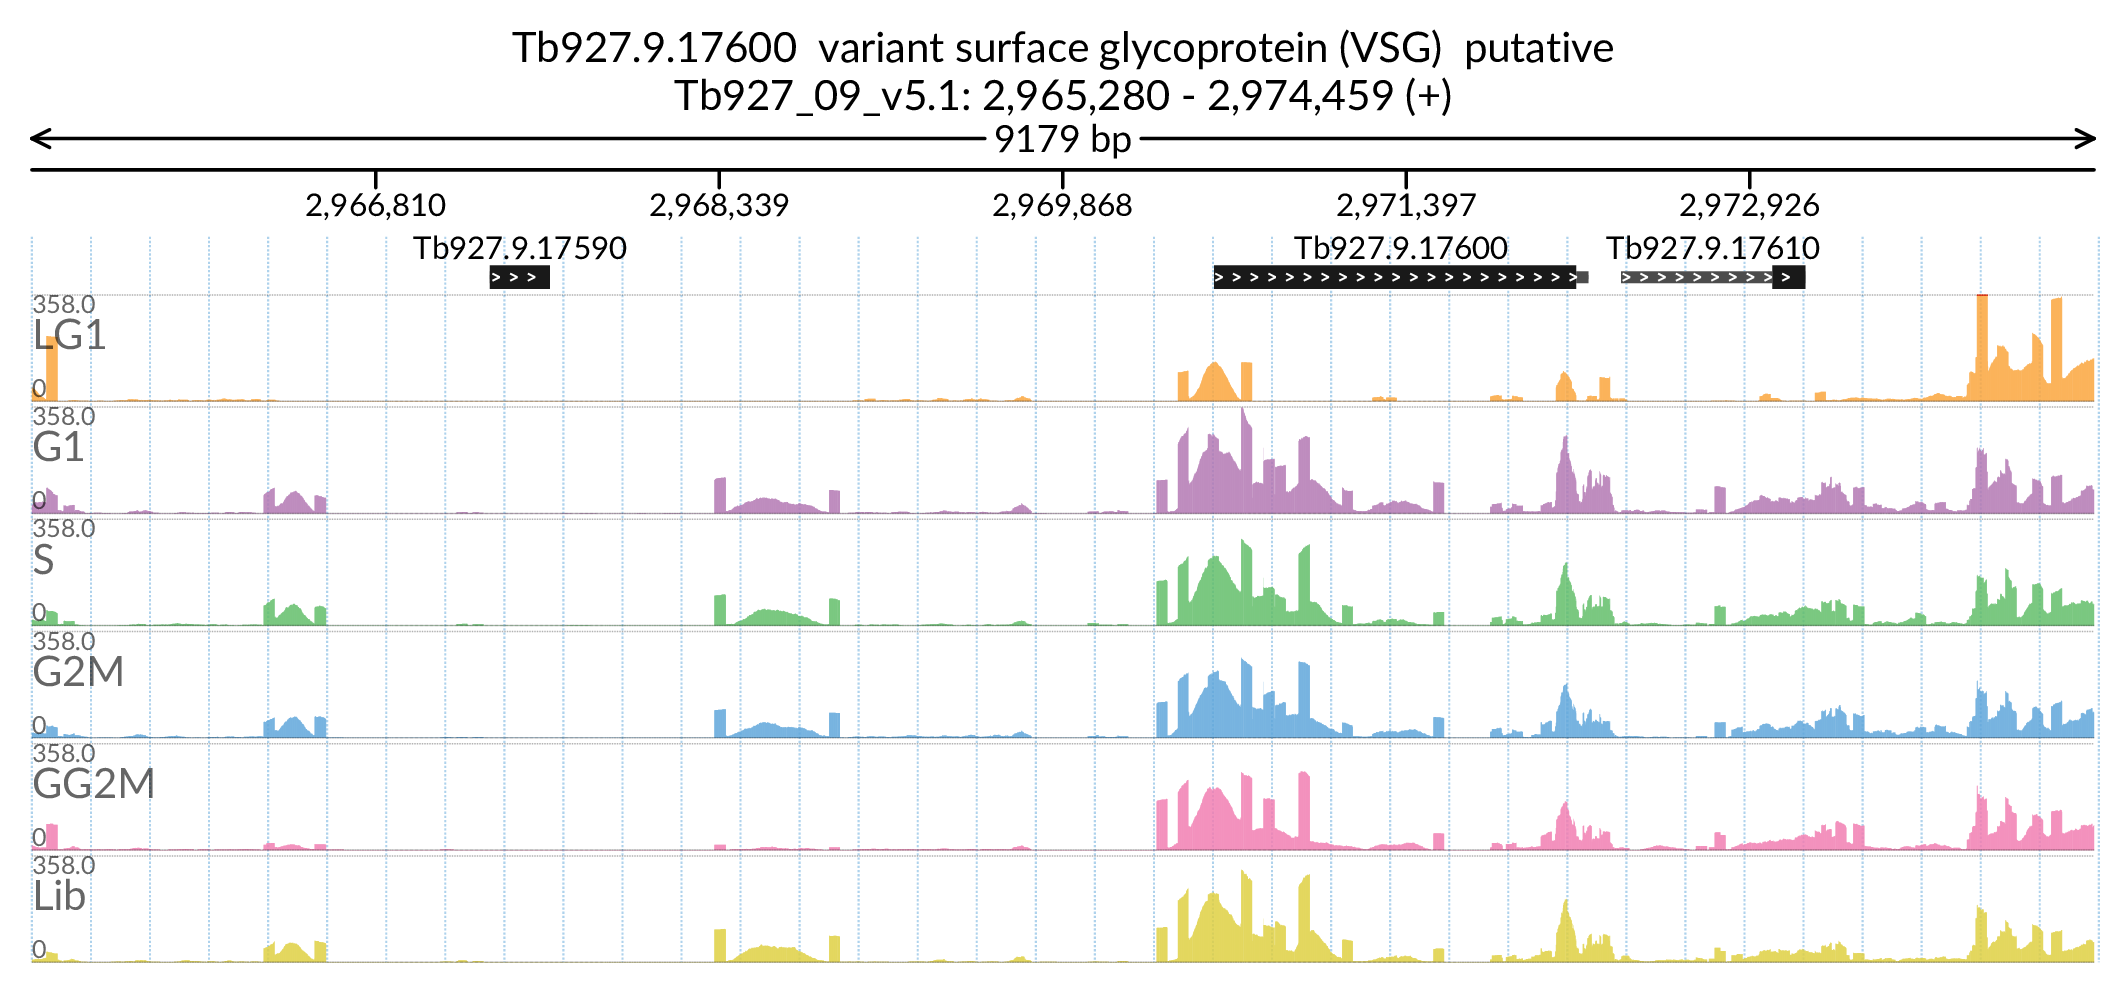 Tb927.9.17600  variant surface glycoprotein (VSG)  putative
Tb927_09_v5.1: 2,965,280 - 2,974,459 (+)
9179 bp
2,966,810 2,968,339 2,969,868 2,971,397 2,972,926
Tb927.9.17590 Tb927.9.17600 Tb927.9.17610
358.0
LG1
0
358.0
G1
0
358.0
S
0
358.0
G2M
0
358.0
GG2M
0
358.0
Lib
0